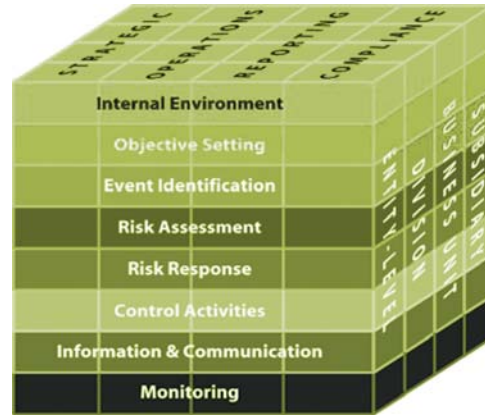 STRATEGIC
OPERATIONS
REPORTING
COMPLIANCE
Internal Environment
Objective Setting
Event Identification
Risk Assessment
Risk Response
Control Activities
Information & Communication
Monitoring
ENTITY-LEVEL
DIVISION
BUSINESS UNIT
SUBSIDIARY